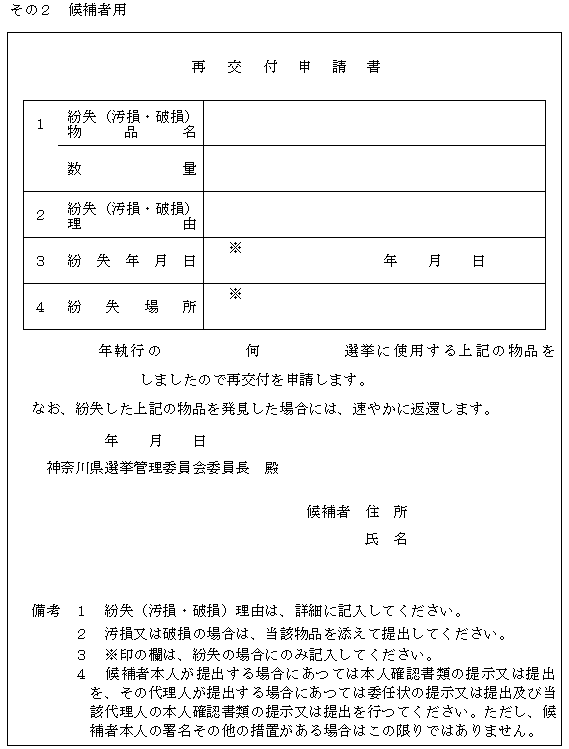 その２　候補者用
再交付申請書
1　紛失（汚損・破損）
物品名
数量
2　紛失（汚損・破損）
理由
3　紛失年月日　※　年　月　日
4　紛失場所　※
年執行の　何　選挙に使用する上記の物品を
しましたので再交付を申請します。
なお、紛失した上記の物品を発見した場合には、速やかに返還します。
年　月　日
神奈川県選挙管理委員会委員長　殿
候補者　住　所
氏　名
備考　1　紛失（汚損・破損）理由は、詳細に記入してください。
2　汚損又は破損の場合は、当該物品を添えて提出してください。
3　※印の欄は、紛失の場合にのみ記入してください。
4　候補者本人が提出する場合にあつては本人確認書類の提示又は提出
を、その代理人が提出する場合にあつては委任状の提示又は提出及び当
該代理人の本人確認書類の提示又は提出を行つてください。ただし、候
補者本人の署名その他の措置がある場合はこの限りではありません。